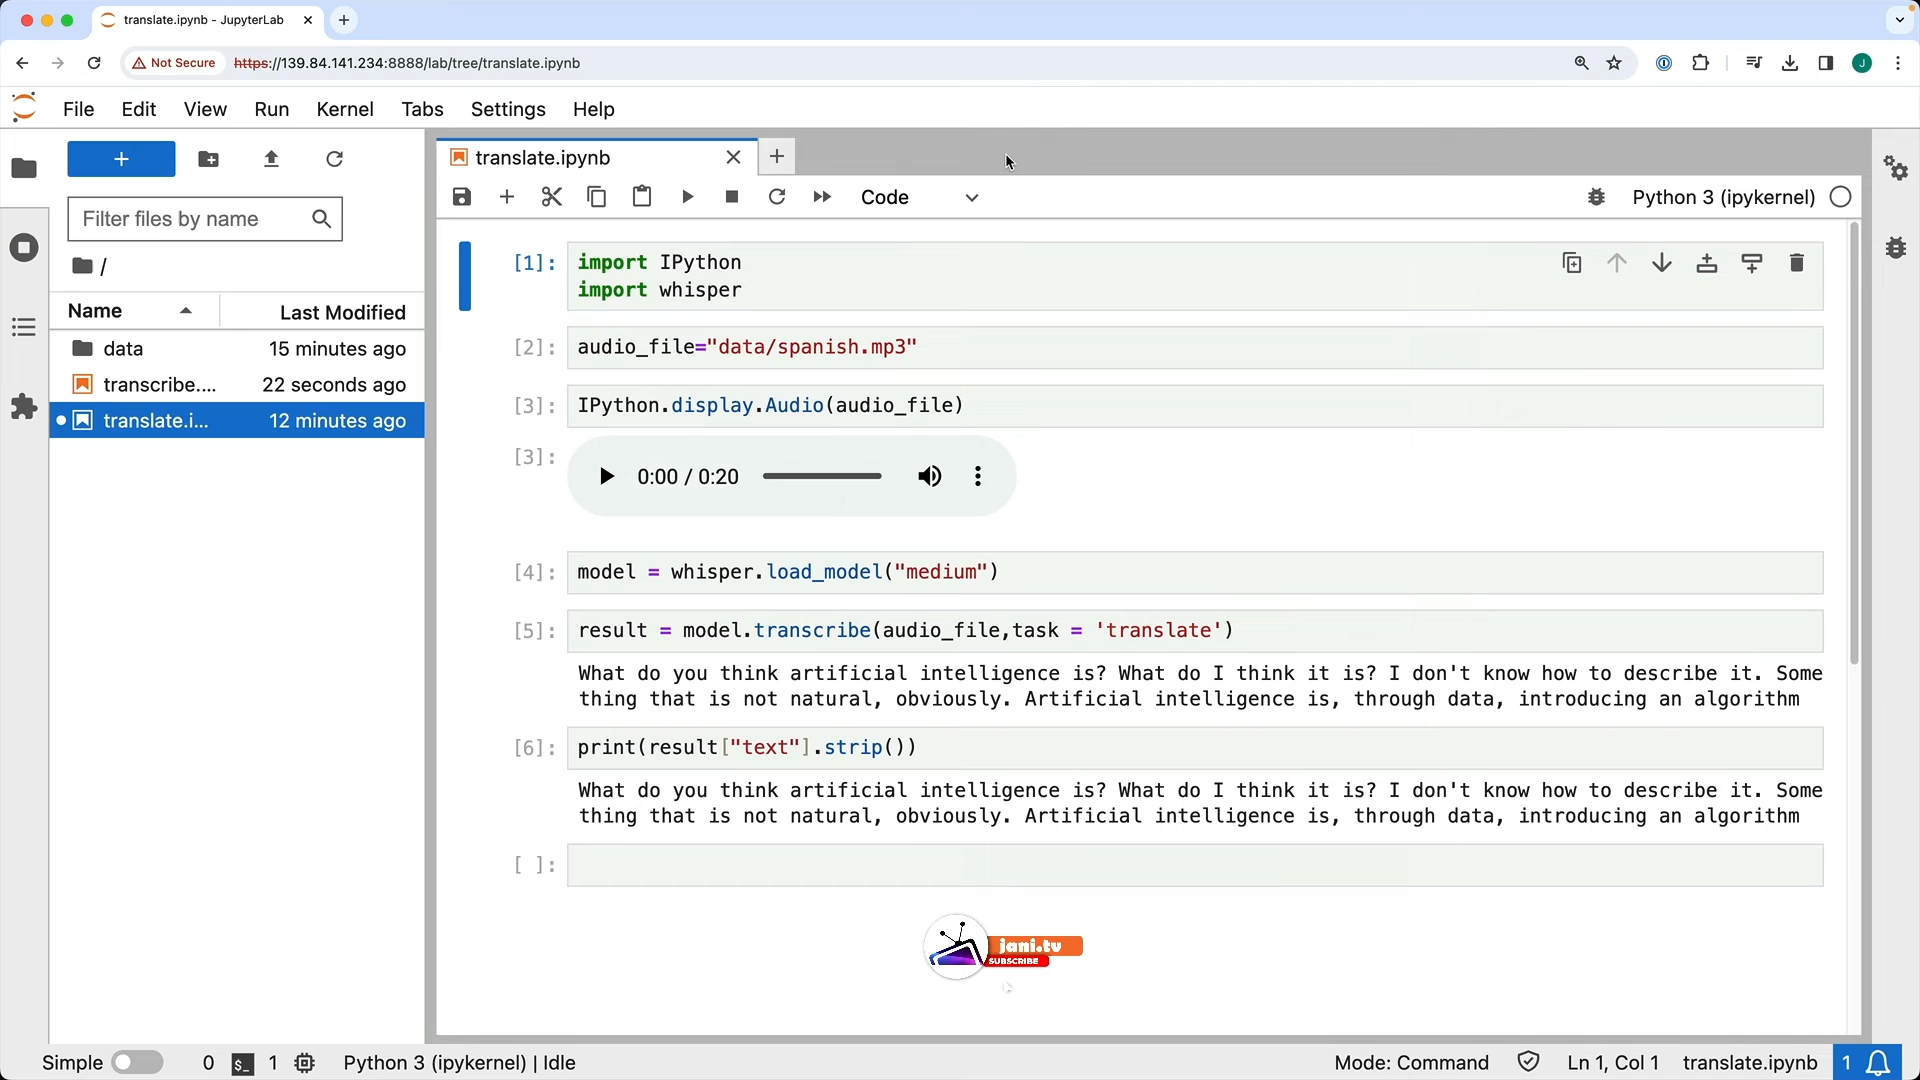 translate.ipynb - JupyterLab
Not Secure https://139.84.141.234:8888/lab/tree/translate.ipynb
J
File Edit View Run Kernel Tabs Settings Help
Filter files by name
/
Name Last Modified
data 15 minutes ago
transcribe.... 22 seconds ago
translate.i... 12 minutes ago
translate.ipynb
Code
Python 3 (ipykernel)
[1]: import IPython
import whisper
[2]: audio_file="data/spanish.mp3"
[3]: IPython.display.Audio(audio_file)
[3]: 0:00 / 0:20
[4]: model = whisper.load_model("medium")
[5]: result = model.transcribe(audio_file,task = 'translate')
What do you think artificial intelligence is? What do I think it is? I don't know how to describe it. Some
thing that is not natural, obviously. Artificial intelligence is, through data, introducing an algorithm
[6]: print(result["text"].strip())
What do you think artificial intelligence is? What do I think it is? I don't know how to describe it. Some
thing that is not natural, obviously. Artificial intelligence is, through data, introducing an algorithm
[ ]:
jani.tv
SUBSCRIBE
Simple 0 $_ 1 Python 3 (ipykernel) | Idle Mode: Command Ln 1, Col 1 translate.ipynb 1